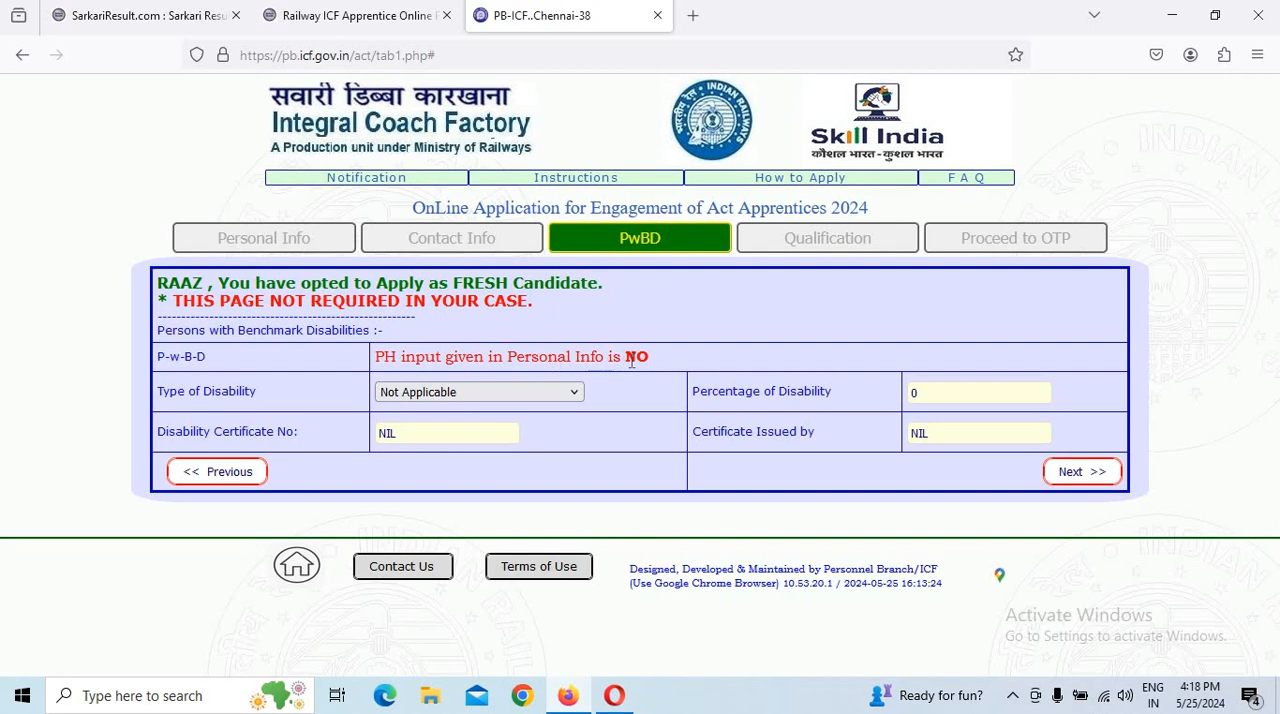 SarkariResult.com : Sarkari Resu
Railway ICF Apprentice Online F
PB-ICF..Chennai-38
https://pb.icf.gov.in/act/tab1.php#
सवारी डिब्बा कारखाना
Integral Coach Factory
A Production unit under Ministry of Railways
Skill India
कौशल भारत-कुशल भारत
Notification
Instructions
How to Apply
F A Q
OnLine Application for Engagement of Act Apprentices 2024
Personal Info
Contact Info
PwBD
Qualification
Proceed to OTP
RAAZ , You have opted to Apply as FRESH Candidate.
* THIS PAGE NOT REQUIRED IN YOUR CASE.
--------------------------------------------------------
Persons with Benchmark Disabilities :-
P-w-B-D
PH input given in Personal Info is NO
Type of Disability
Not Applicable
Percentage of Disability
0
Disability Certificate No:
NIL
Certificate Issued by
NIL
<< Previous
Next >>
Contact Us
Terms of Use
Designed, Developed & Maintained by Personnel Branch/ICF
(Use Google Chrome Browser) 10.53.20.1 / 2024-05-25 16:13:24
Activate Windows
Go to Settings to activate Windows.
Type here to search
Ready for fun?
ENG
IN
4:18 PM
5/25/2024
4